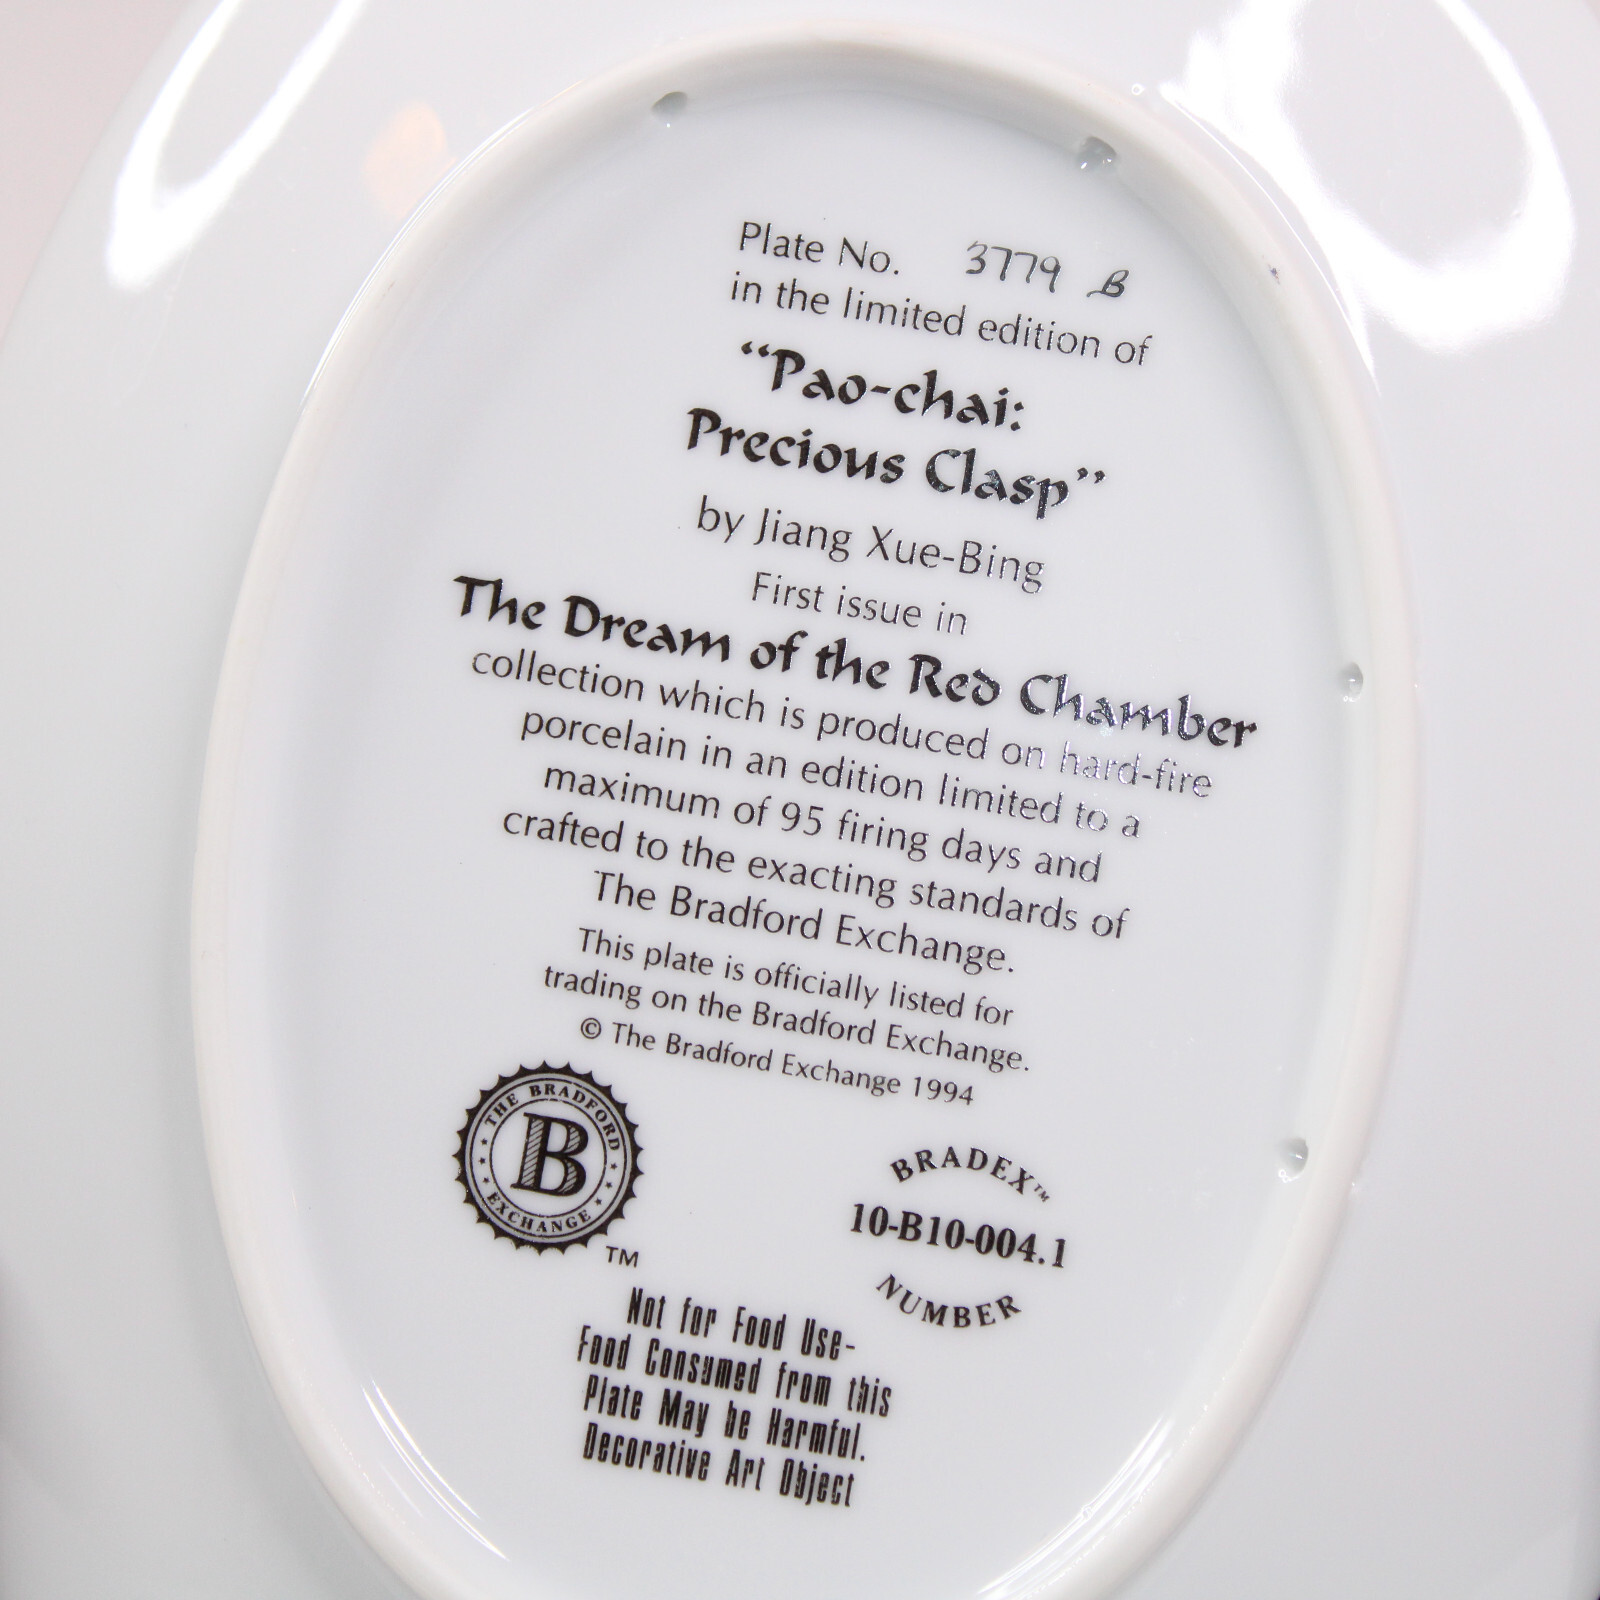 Plate No. 3779 B
in the limited edition of
“Pao-chai:
Precious Clasp”
by Jiang Xue-Bing
First issue in
The Dream of the Red Chamber
collection which is produced on hard-fire
porcelain in an edition limited to a
maximum of 95 firing days and
crafted to the exacting standards of
The Bradford Exchange.
This plate is officially listed for
trading on the Bradford Exchange.
© The Bradford Exchange 1994
THE BRADFORD
B
EXCHANGE
TM
BRADEX™
10-B10-004.1
NUMBER
Not for Food Use-
Food Consumed from this
Plate May be Harmful.
Decorative Art Object